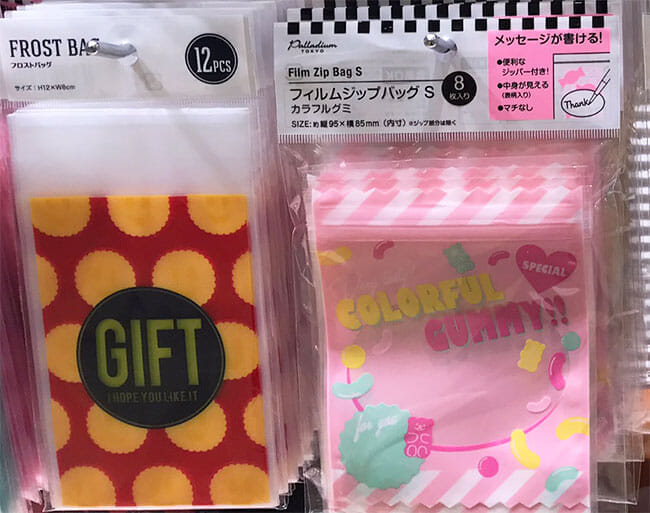 FROST BAG
フロストバッグ
12PCS
サイズ：H12×W8cm
GIFT
I HOPE YOU LIKE IT
Palladium
TOKYO
Film Zip Bag S
フィルムジップバッグ S
カラフルグミ
8
枚入り
SIZE: 約 縦95×横85mm（内寸）※ジップ部分は除く
メッセージが書ける!
●便利な
ジッパー付き!
●中身が見える
(表柄入り)
●マチなし
Thank
SPECIAL
COLORFUL
GUMMY!!
for you